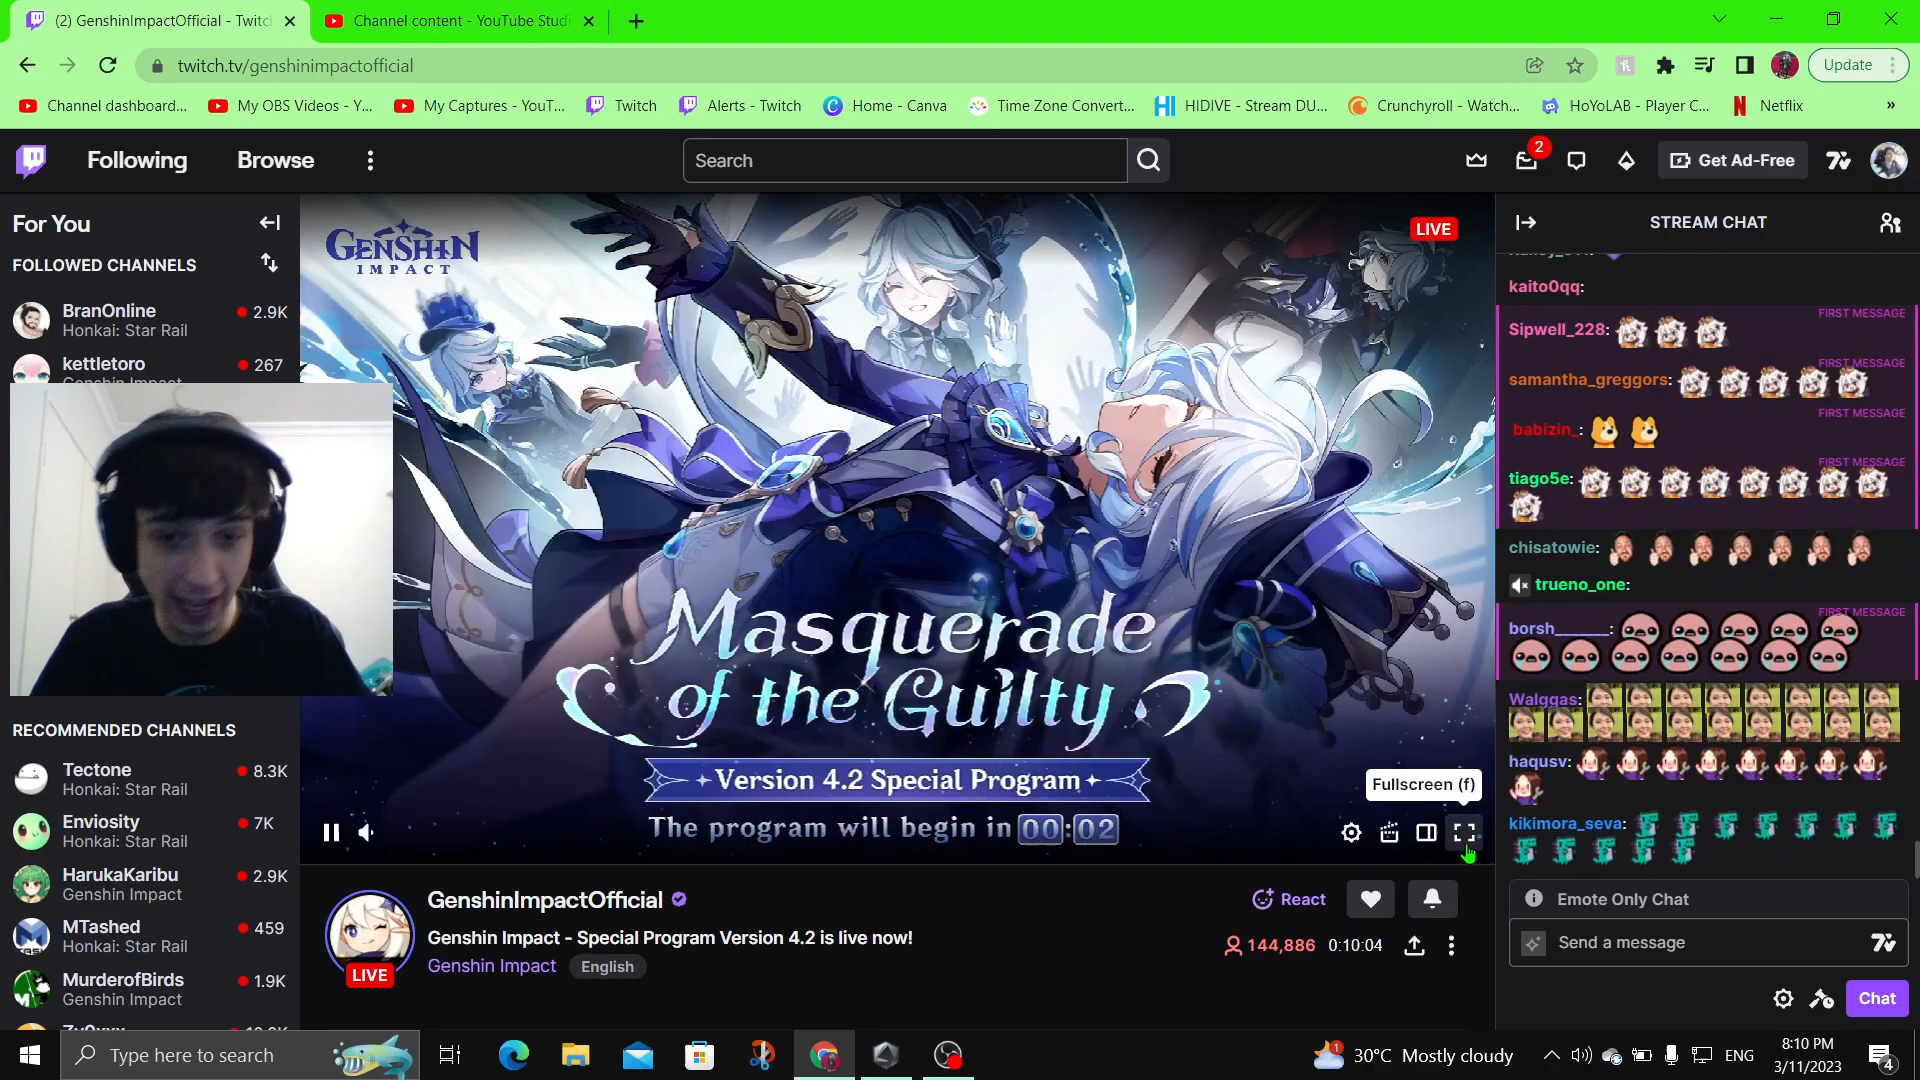 (2) GenshinImpactOfficial - Twitc
Channel content - YouTube Studi
twitch.tv/genshinimpactofficial
Update
Channel dashboard...
My OBS Videos - Y...
My Captures - YouT...
Twitch
Alerts - Twitch
Home - Canva
Time Zone Convert...
HIDIVE - Stream DU...
Crunchyroll - Watch...
HoYoLAB - Player C...
Netflix
»
Following
Browse
Search
2
Get Ad-Free
For You
FOLLOWED CHANNELS
BranOnline
2.9K
Honkai: Star Rail
kettletoro
267
Genshin Impact
RECOMMENDED CHANNELS
Tectone
8.3K
Honkai: Star Rail
Enviosity
7K
Honkai: Star Rail
HarukaKaribu
2.9K
Genshin Impact
MTashed
459
Honkai: Star Rail
MurderofBirds
1.9K
Genshin Impact
GENSHIN
IMPACT
LIVE
Masquerade
of the Guilty
Version 4.2 Special Program
The program will begin in 00:02
Fullscreen (f)
GenshinImpactOfficial
Genshin Impact - Special Program Version 4.2 is live now!
Genshin Impact
English
LIVE
React
144,886
0:10:04
STREAM CHAT
kaito0qq:
FIRST MESSAGE
Sipwell_228:
FIRST MESSAGE
samantha_greggors:
FIRST MESSAGE
babizin_:
FIRST MESSAGE
tiago5e:
chisatowie:
trueno_one:
FIRST MESSAGE
borsh______:
Walggas:
haqusv:
kikimora_seva:
Emote Only Chat
Send a message
Chat
Type here to search
1
30°C Mostly cloudy
ENG
8:10 PM
3/11/2023
4